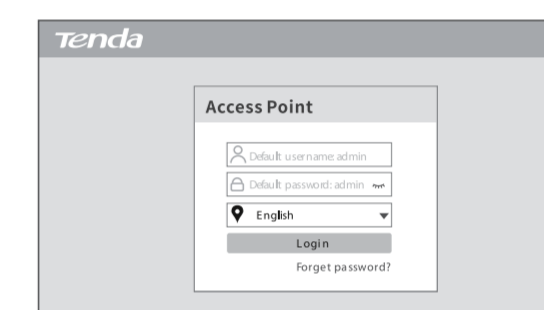 Tenda
Access Point
Default username: admin
Default password: admin
English
Login
Forget password?